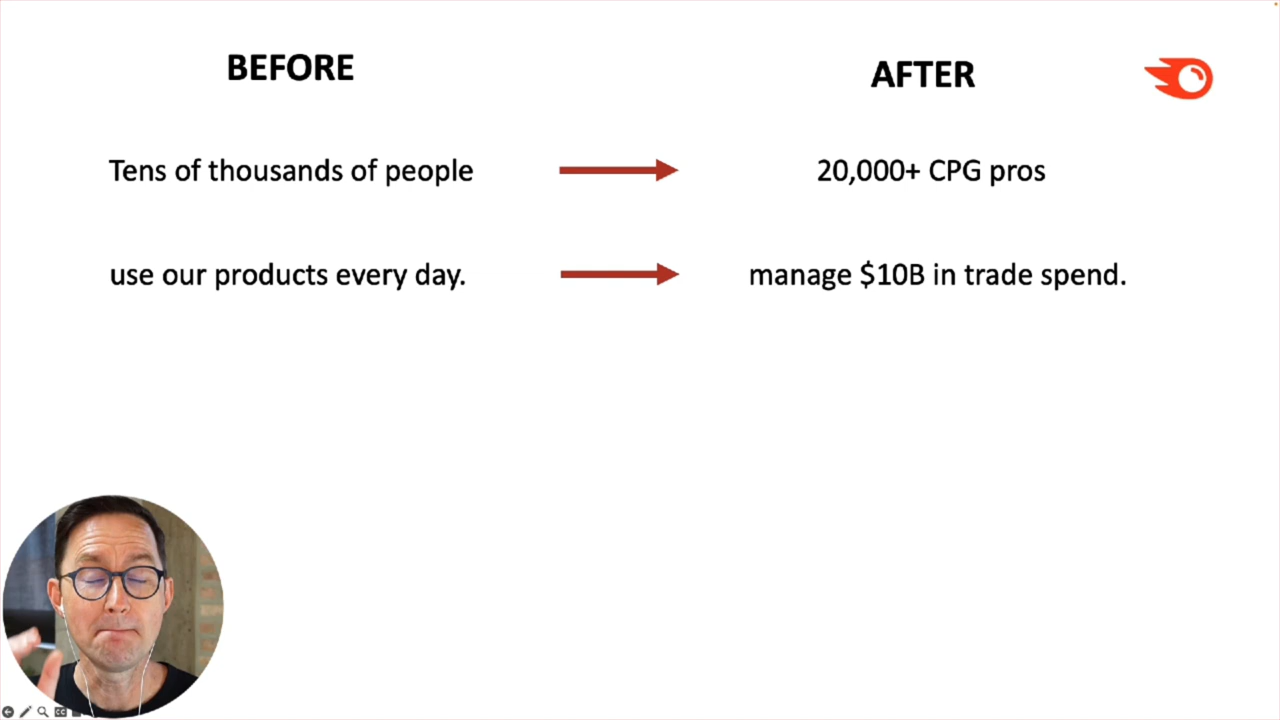 BEFORE
AFTER
Tens of thousands of people
20,000+ CPG pros
use our products every day.
manage $10B in trade spend.